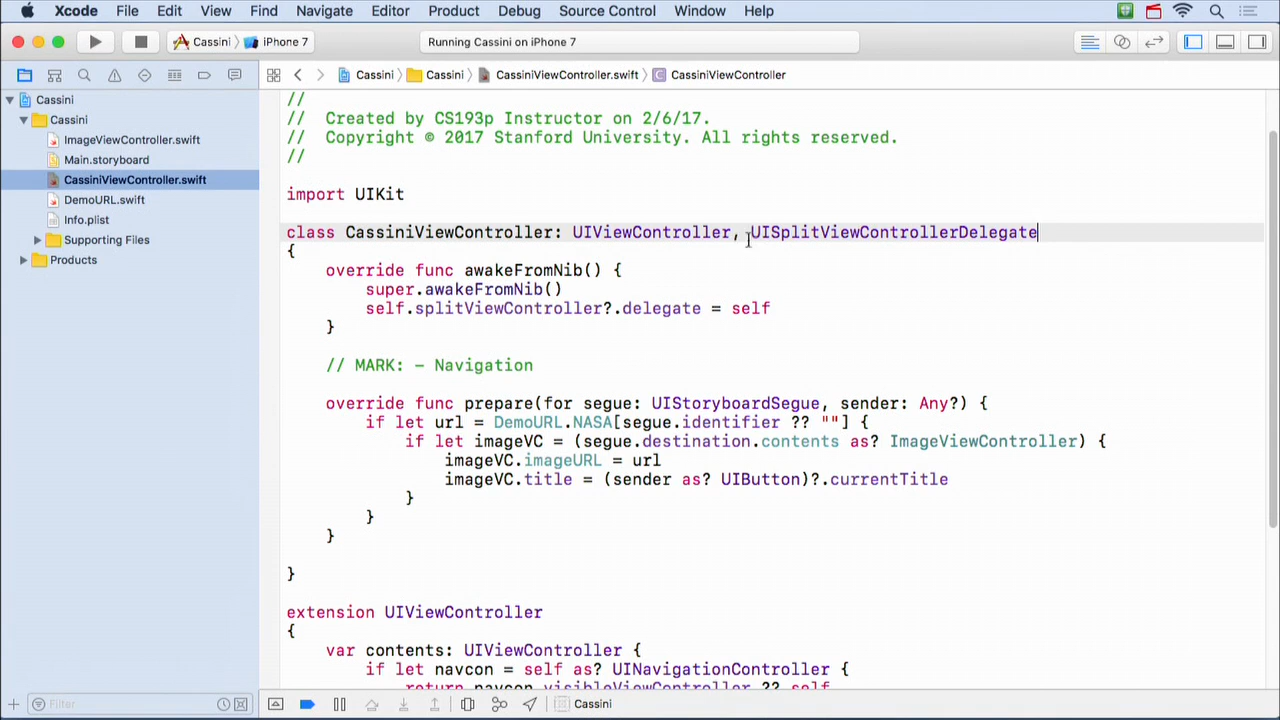 Xcode File Edit View Find Navigate Editor Product Debug Source Control Window Help
Cassini iPhone 7 Running Cassini on iPhone 7
Cassini Cassini CassiniViewController.swift C CassiniViewController
Cassini
Cassini
ImageViewController.swift
Main.storyboard
CassiniViewController.swift
DemoURL.swift
Info.plist
Supporting Files
Products
Filter
//
// Created by CS193p Instructor on 2/6/17.
// Copyright © 2017 Stanford University. All rights reserved.
//
import UIKit
class CassiniViewController: UIViewController, UISplitViewControllerDelegate
{
override func awakeFromNib() {
super.awakeFromNib()
self.splitViewController?.delegate = self
}
// MARK: - Navigation
override func prepare(for segue: UIStoryboardSegue, sender: Any?) {
if let url = DemoURL.NASA[segue.identifier ?? ""] {
if let imageVC = (segue.destination.contents as? ImageViewController) {
imageVC.imageURL = url
imageVC.title = (sender as? UIButton)?.currentTitle
}
}
}
}
extension UIViewController
{
var contents: UIViewController {
if let navcon = self as? UINavigationController {
return navcon.visibleViewController ?? self
Cassini